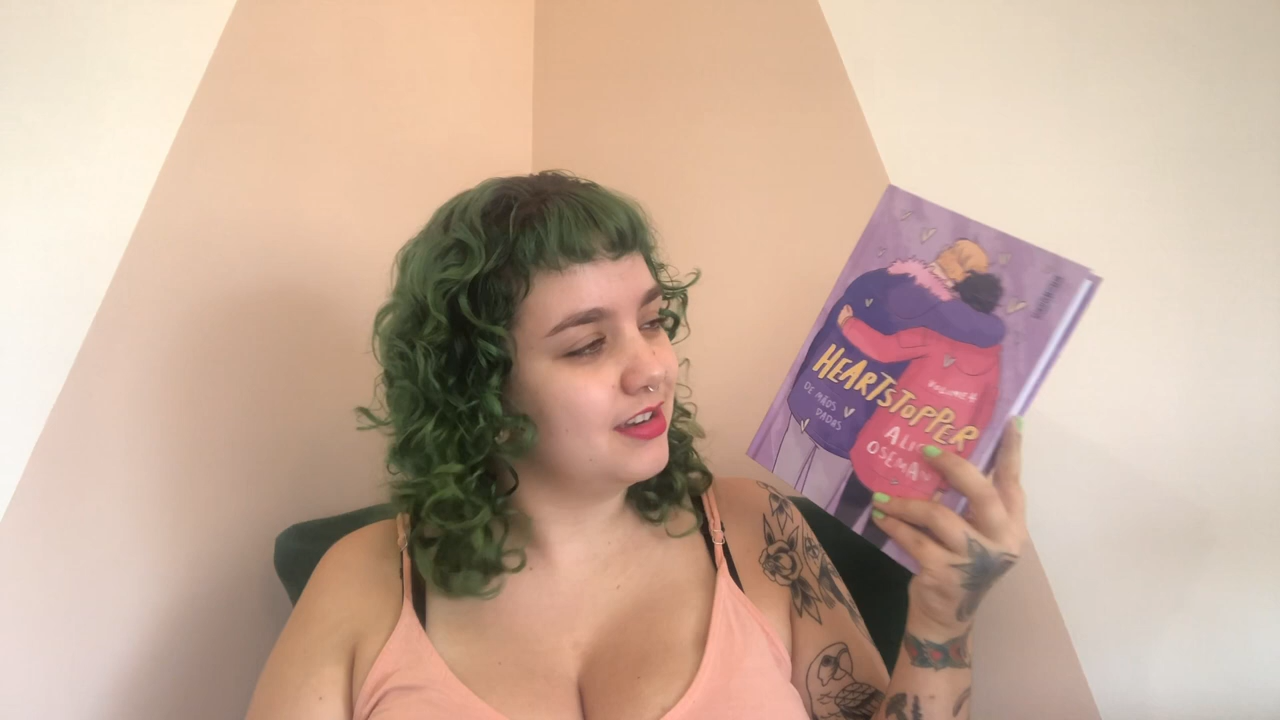 HEARTSTOPPER
DE MÃOS
DADAS
VOLUME 4
ALICE
OSEMAN